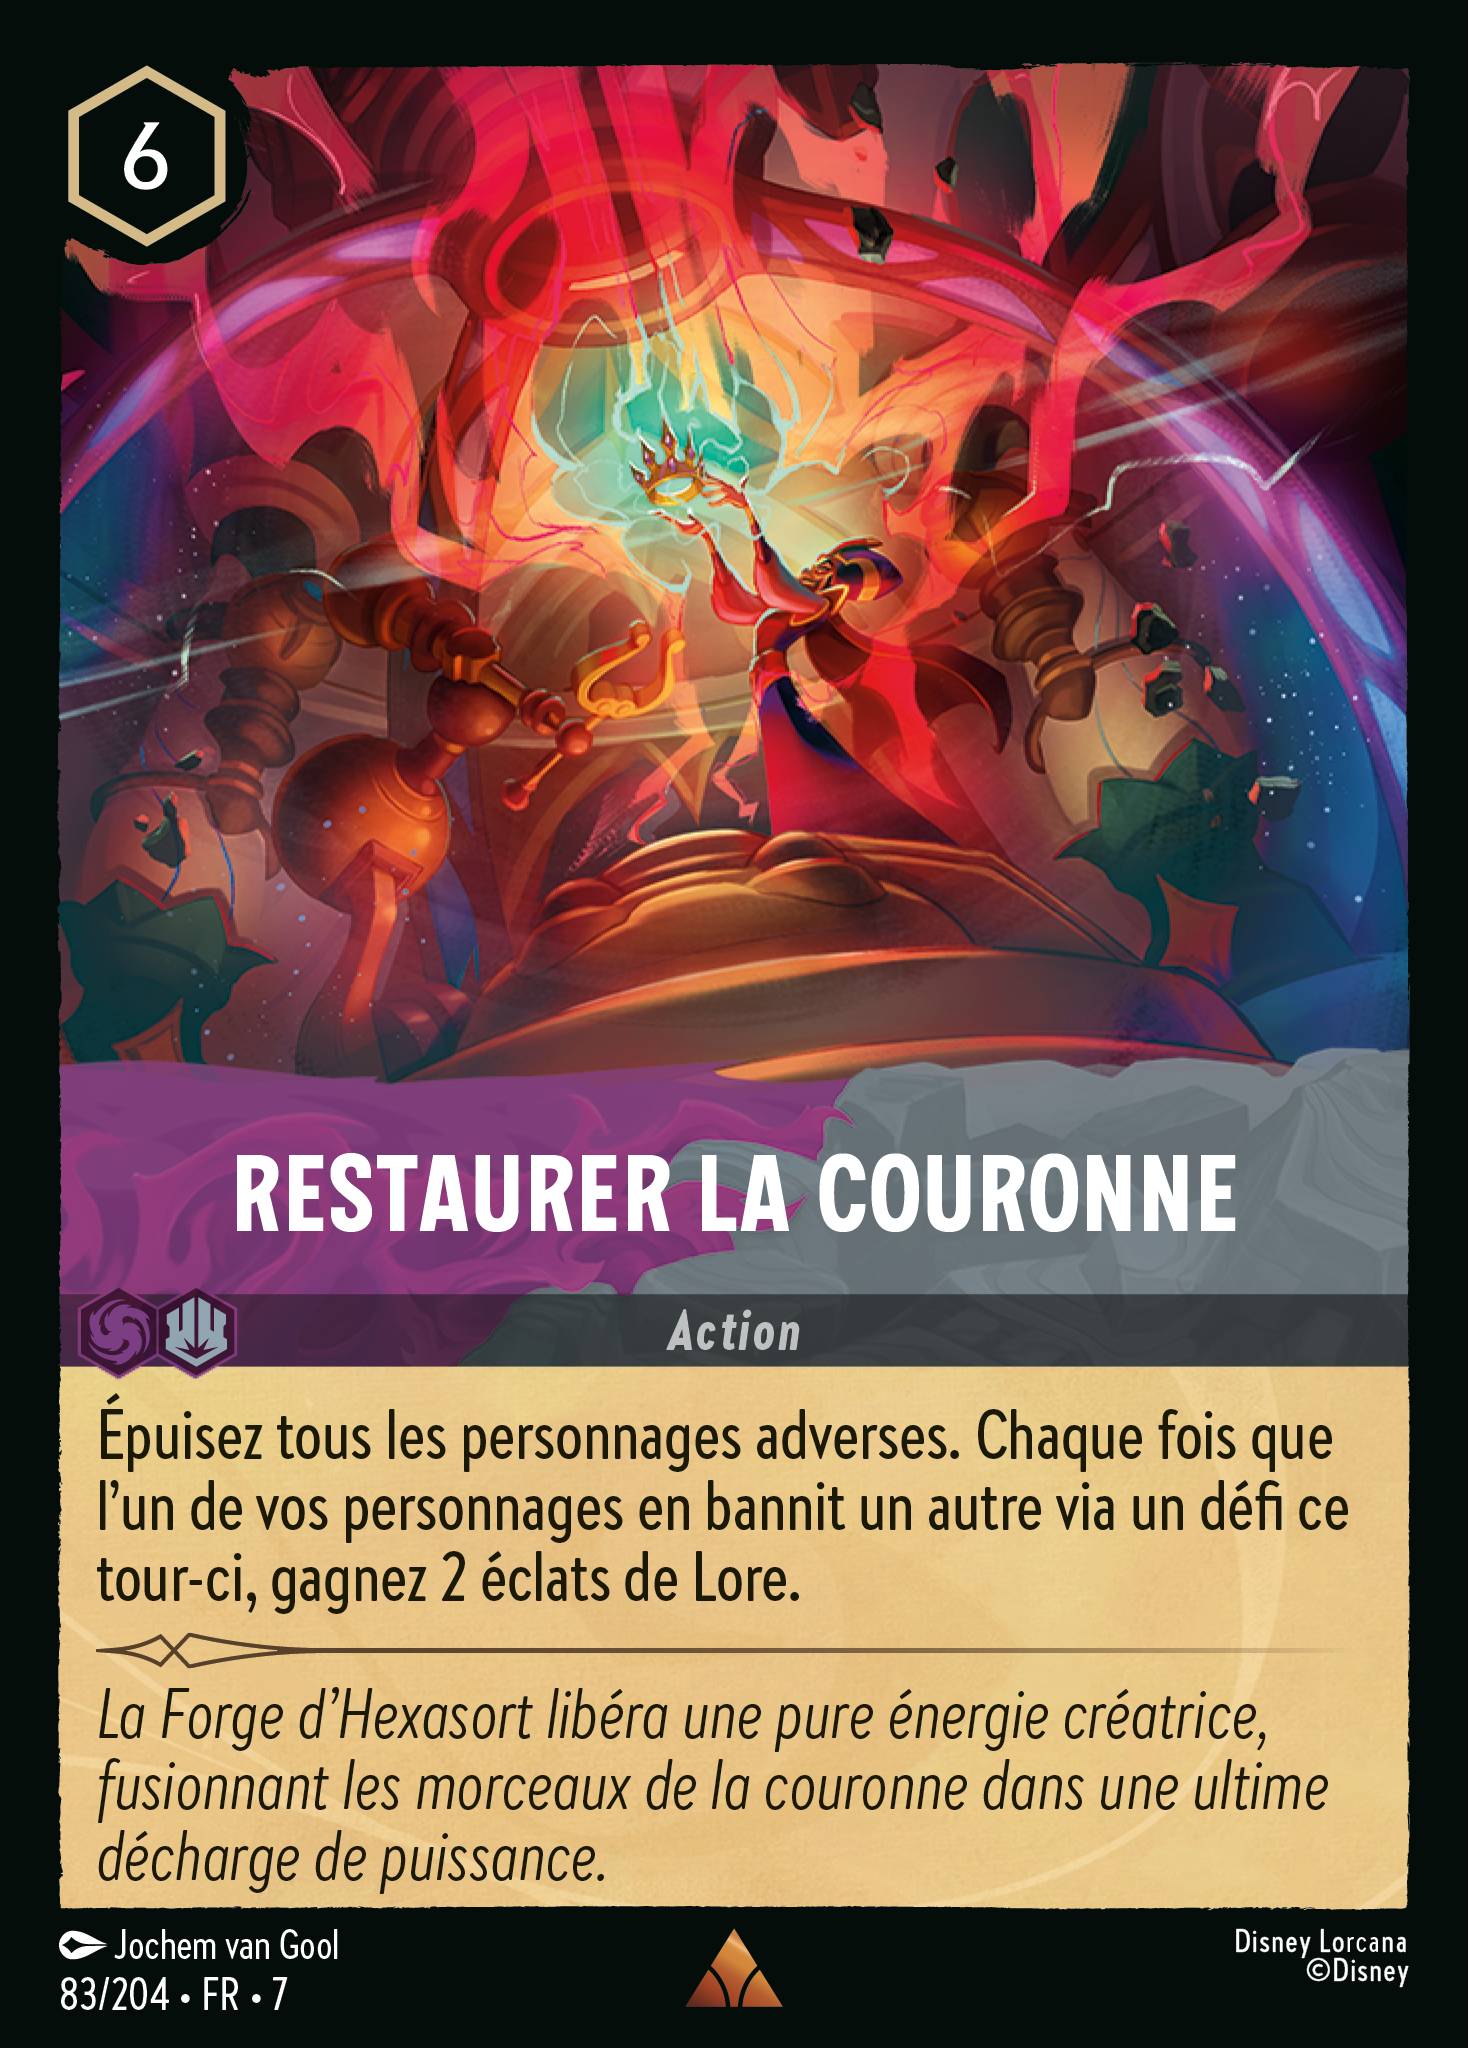 6
RESTAURER LA COURONNE
Action
Épuisez tous les personnages adverses. Chaque fois que
l’un de vos personnages en bannit un autre via un défi ce
tour-ci, gagnez 2 éclats de Lore.
La Forge d’Hexasort libéra une pure énergie créatrice,
fusionnant les morceaux de la couronne dans une ultime
décharge de puissance.
Jochem van Gool
Disney Lorcana
83/204 • FR • 7
©Disney